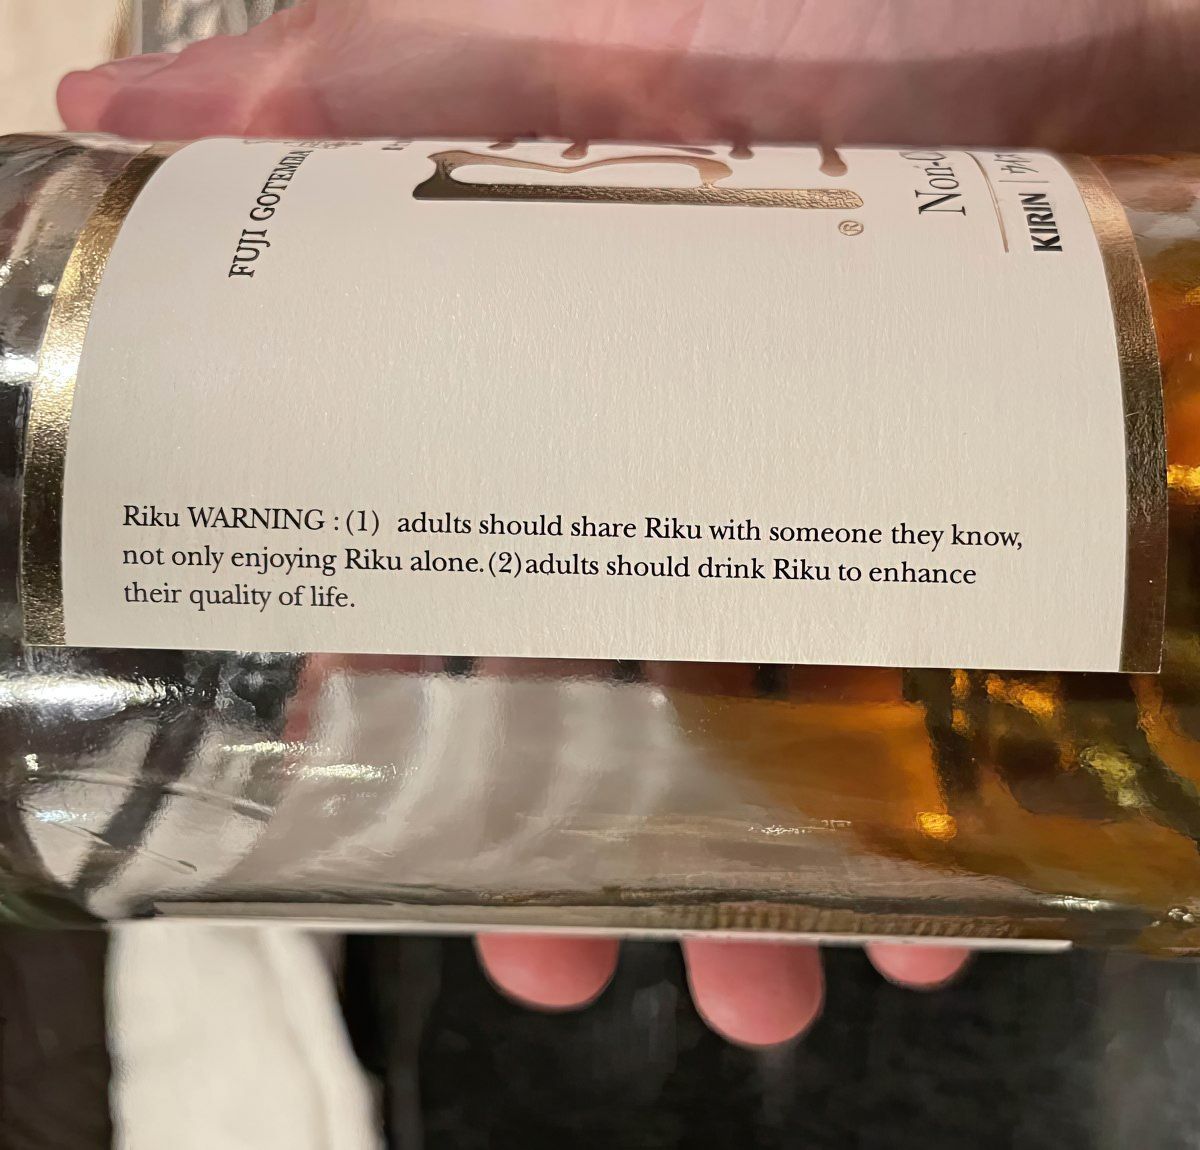 FUJI GOTEMBA
®
KIRIN
Riku WARNING : (1) adults should share Riku with someone they know,
not only enjoying Riku alone. (2) adults should drink Riku to enhance
their quality of life.